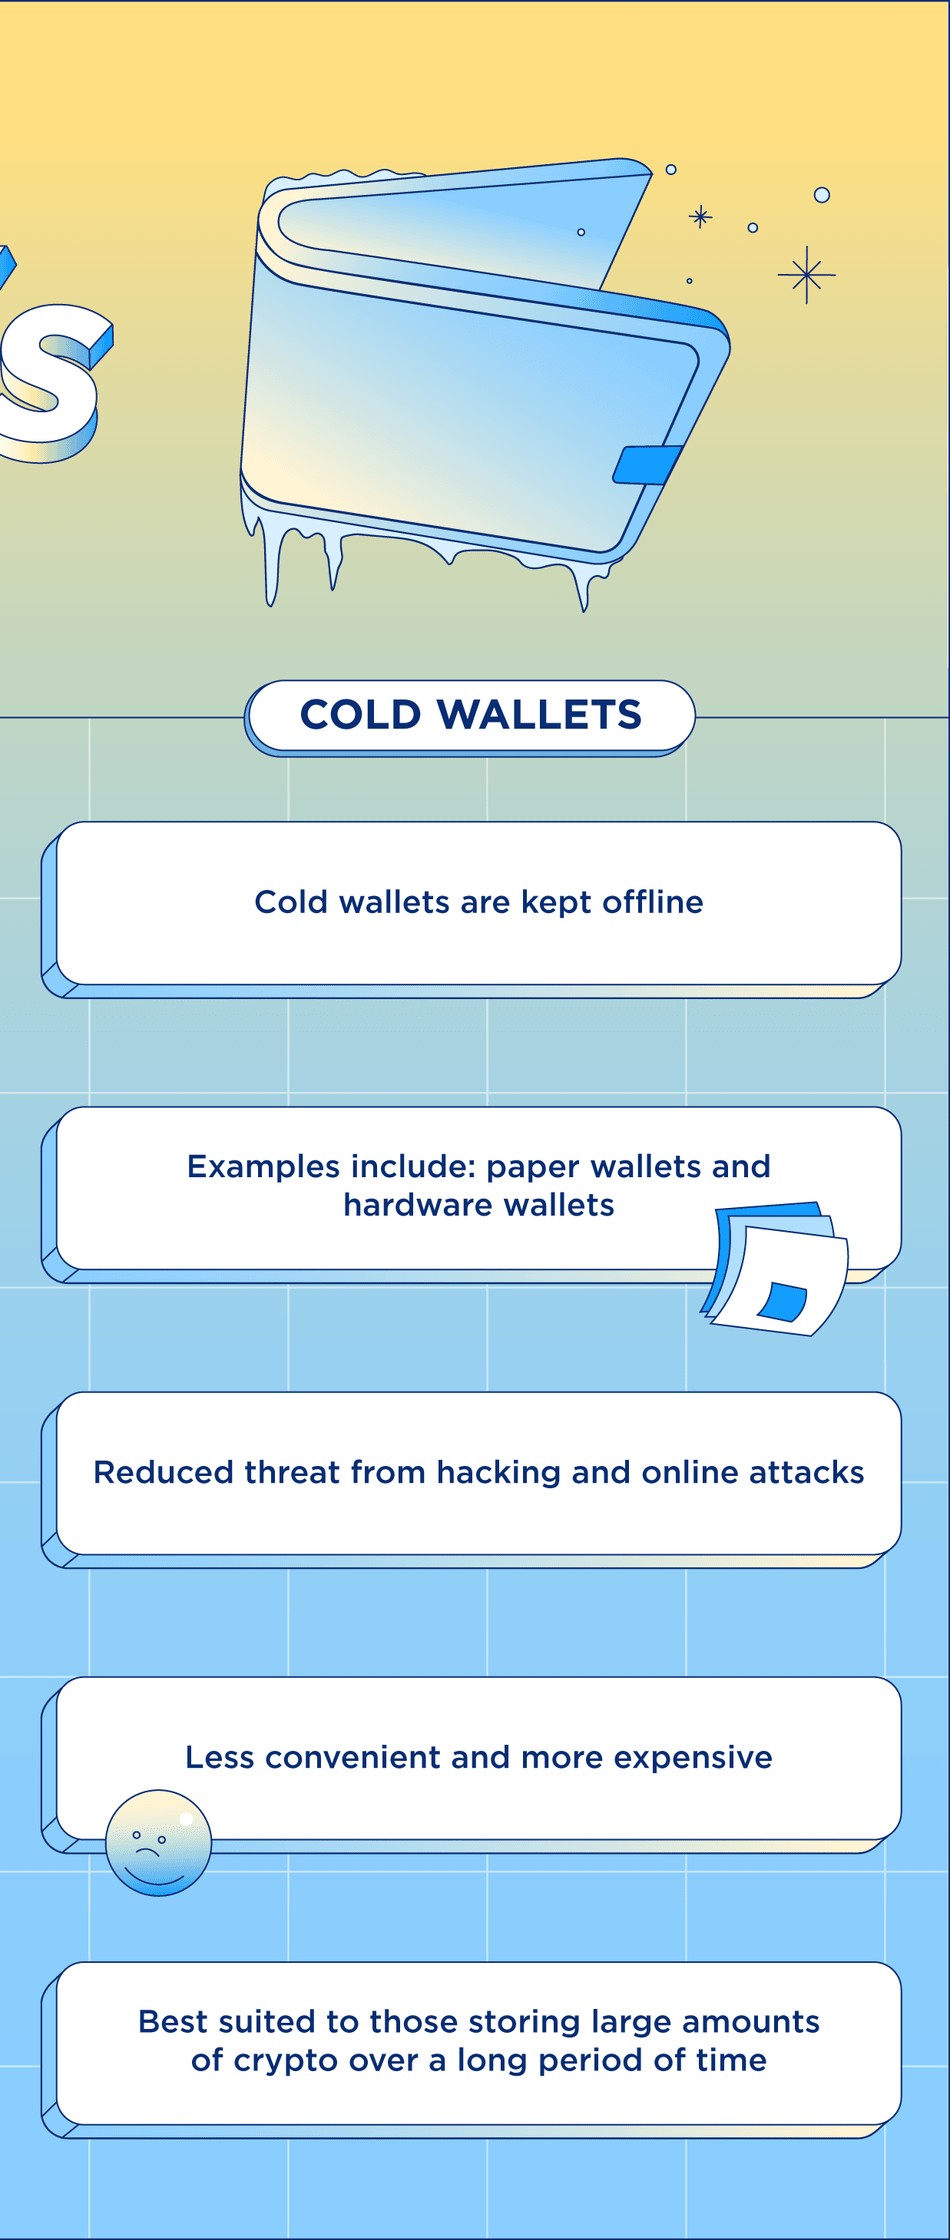 S
COLD WALLETS
Cold wallets are kept offline
Examples include: paper wallets and
hardware wallets
Reduced threat from hacking and online attacks
Less convenient and more expensive
Best suited to those storing large amounts
of crypto over a long period of time